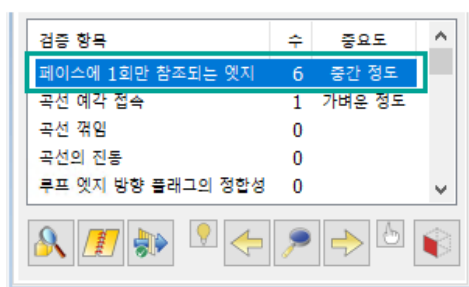 검증 항목 수 중요도
페이스에 1회만 참조되는 엣지 6 중간 정도
곡선 예각 접속 1 가벼운 정도
곡선 꺾임 0
곡선의 진동 0
루프 엣지 방향 플래그의 정합성 0